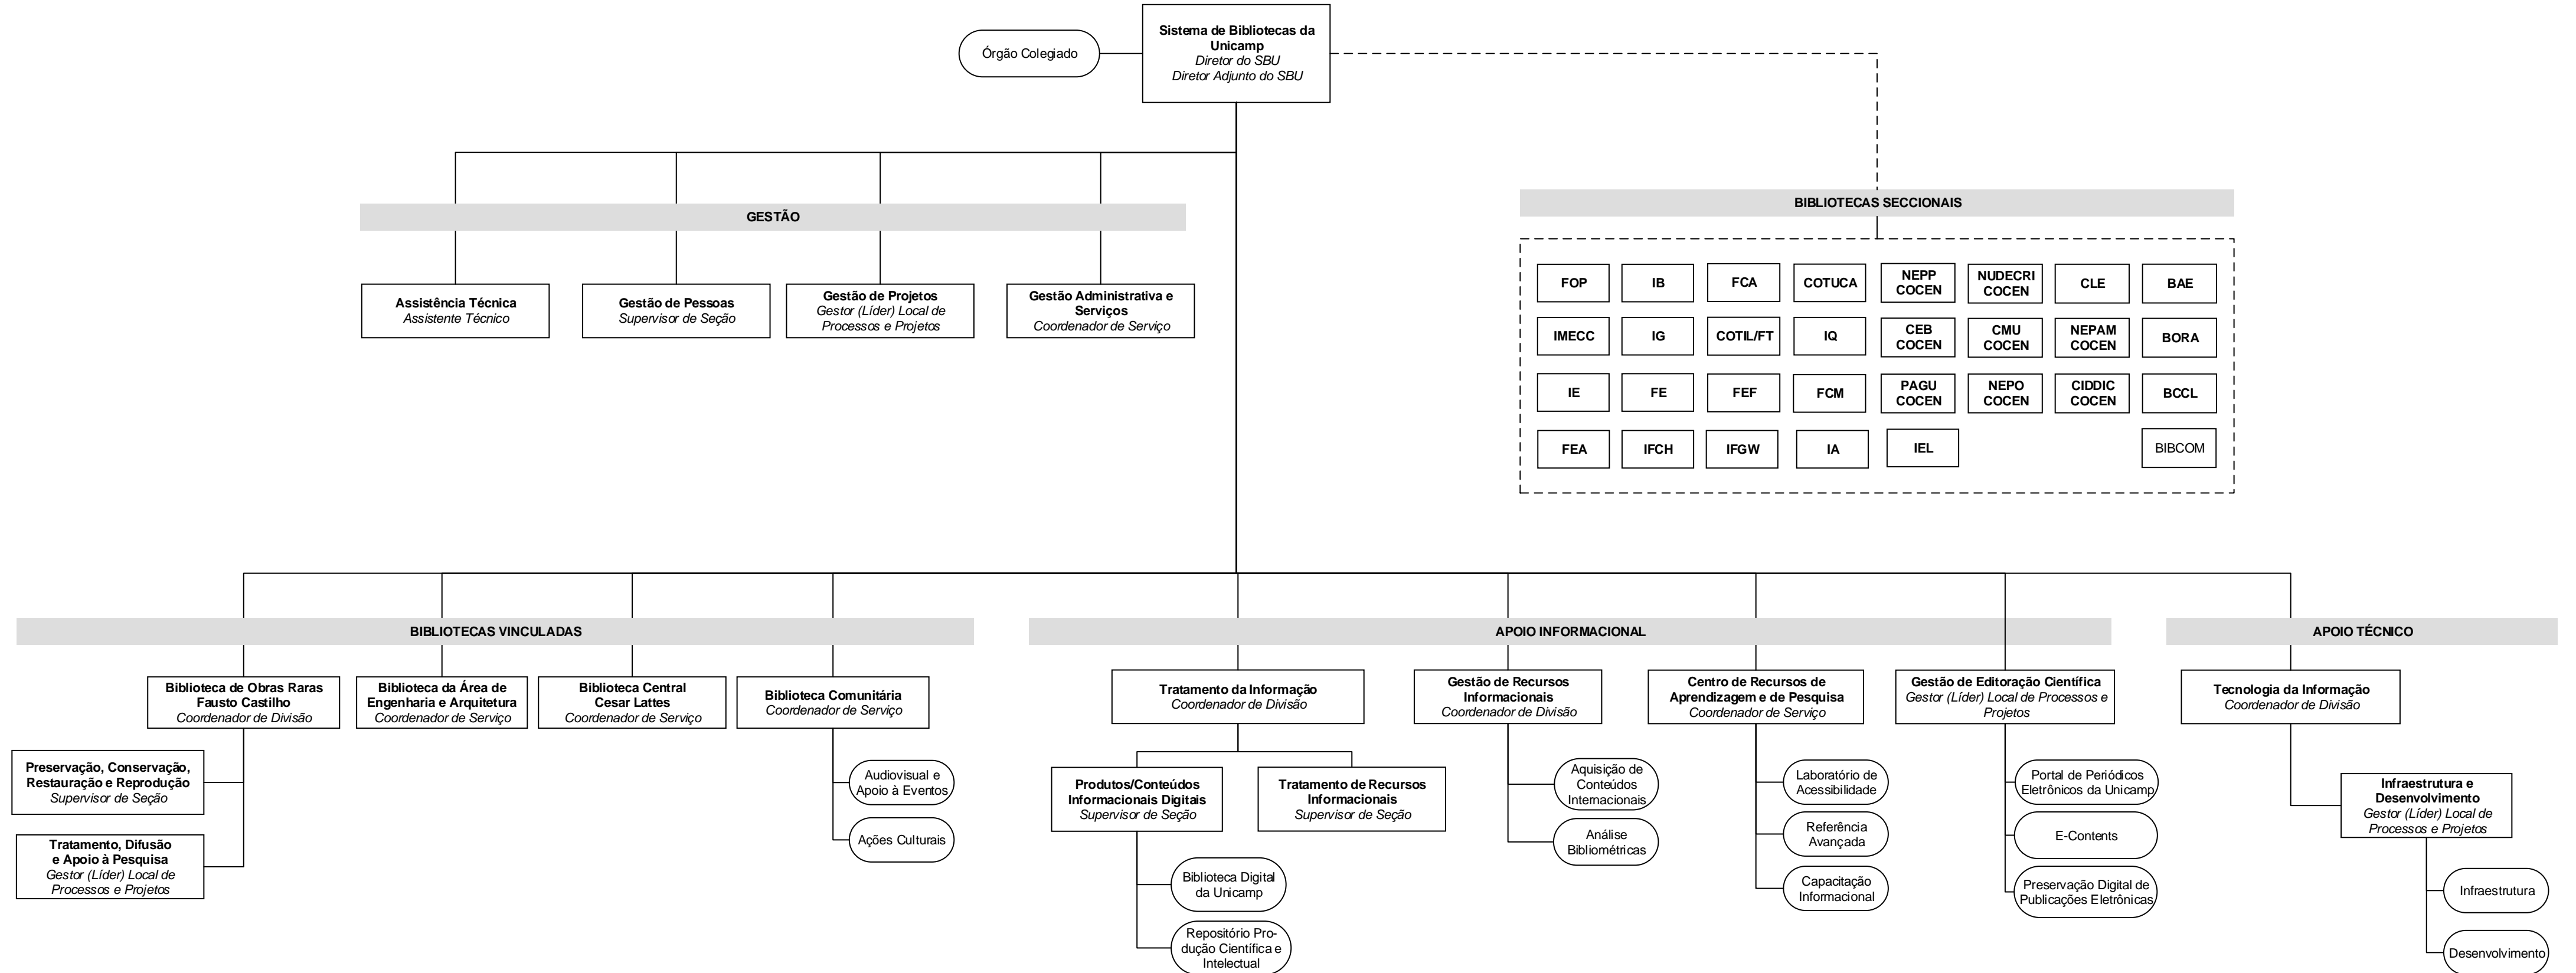 Órgão Colegiado
Sistema de Bibliotecas da
Unicamp
Diretor do SBU
Diretor Adjunto do SBU
GESTÃO
Assistência Técnica
Assistente Técnico
Gestão de Pessoas
Supervisor de Seção
Gestão de Projetos
Gestor (Líder) Local de
Processos e Projetos
Gestão Administrativa e
Serviços
Coordenador de Serviço
BIBLIOTECAS SECCIONAIS
FOP
IB
FCA
COTUCA
NEPP
COCEN
NUDECRI
COCEN
CLE
BAE
IMECC
IG
COTIL/FT
IQ
CEB
COCEN
CMU
COCEN
NEPAM
COCEN
BORA
IE
FE
FEF
FCM
PAGU
COCEN
NEPO
COCEN
CIDDIC
COCEN
BCCL
FEA
IFCH
IFGW
IA
IEL
BIBCOM
BIBLIOTECAS VINCULADAS
Biblioteca de Obras Raras
Fausto Castilho
Coordenador de Divisão
Biblioteca da Área de
Engenharia e Arquitetura
Coordenador de Serviço
Biblioteca Central
Cesar Lattes
Coordenador de Serviço
Biblioteca Comunitária
Coordenador de Serviço
Preservação, Conservação,
Restauração e Reprodução
Supervisor de Seção
Tratamento, Difusão
e Apoio à Pesquisa
Gestor (Líder) Local de
Processos e Projetos
Audiovisual e
Apoio à Eventos
Ações Culturais
APOIO INFORMACIONAL
Tratamento da Informação
Coordenador de Divisão
Gestão de Recursos
Informacionais
Coordenador de Divisão
Centro de Recursos de
Aprendizagem e de Pesquisa
Coordenador de Serviço
Gestão de Editoração Científica
Gestor (Líder) Local de Processos e
Projetos
Produtos/Conteúdos
Informacionais Digitais
Supervisor de Seção
Tratamento de Recursos
Informacionais
Supervisor de Seção
Biblioteca Digital
da Unicamp
Repositório Pro-
dução Científica e
Intelectual
Aquisição de
Conteúdos
Internacionais
Análise
Bibliométricas
Laboratório de
Acessibilidade
Referência
Avançada
Capacitação
Informacional
Portal de Periódicos
Eletrônicos da Unicamp
E-Contents
Preservação Digital de
Publicações Eletrônicas
APOIO TÉCNICO
Tecnologia da Informação
Coordenador de Divisão
Infraestrutura e
Desenvolvimento
Gestor (Líder) Local de
Processos e Projetos
Infraestrutura
Desenvolvimento